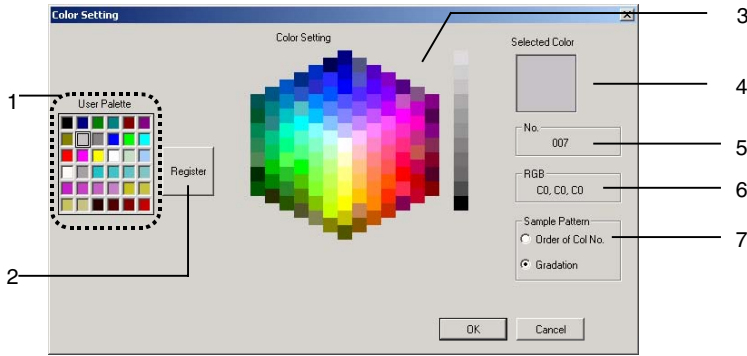 Color Setting
3
Color Setting
Selected Color
1
User Palette
4
No.
007
5
Register
RGB
C0, C0, C0
6
Sample Pattern
Order of Col No.
7
2
Gradation
OK
Cancel